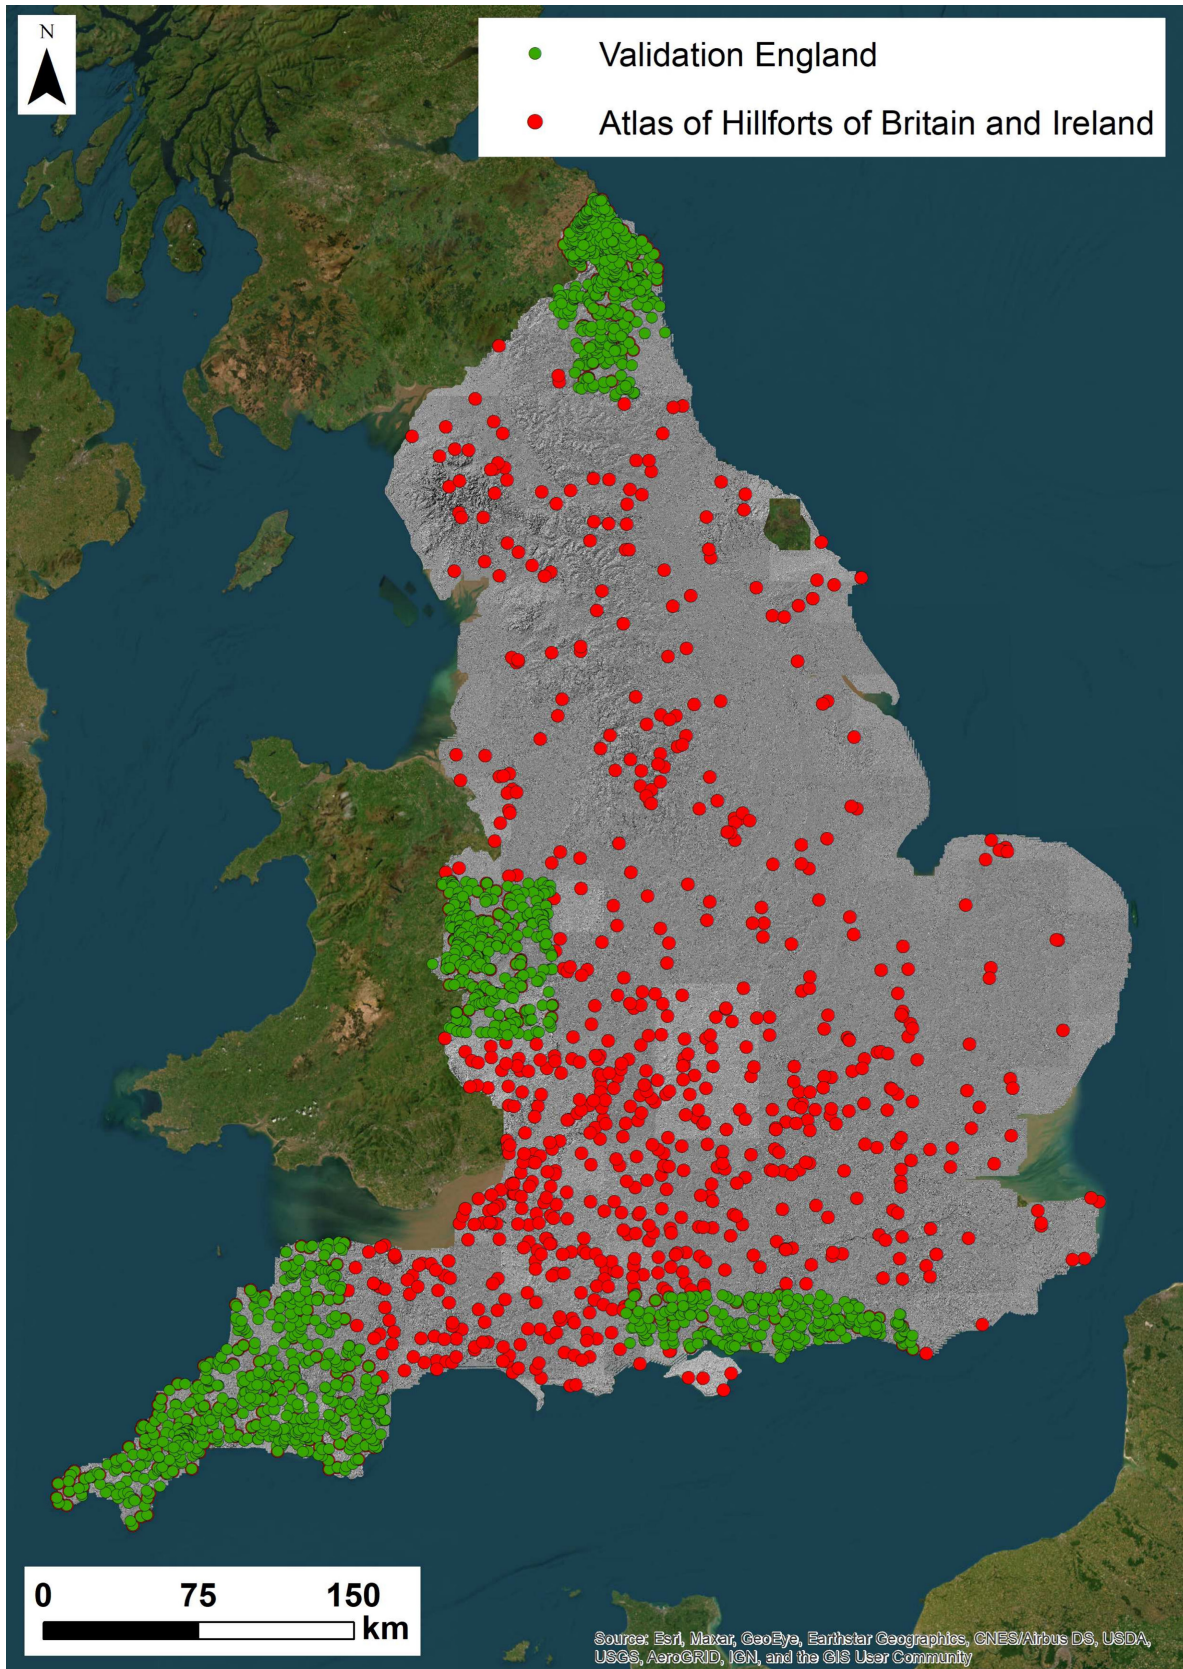 N
Validation England
Atlas of Hillforts of Britain and Ireland
0 75 150
km
Source: Esri, Maxar, GeoEye, Earthstar Geographics, CNES/Airbus DS, USDA,
USGS, AeroGRID, IGN, and the GIS User Community